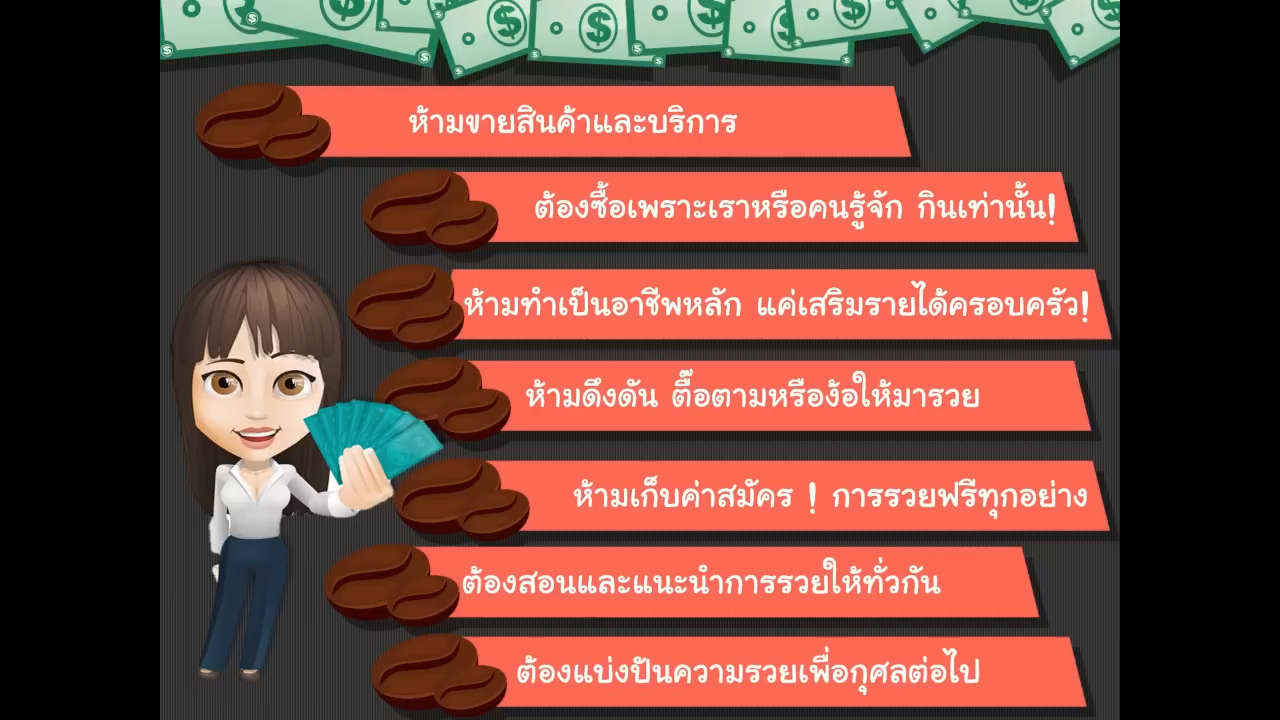 ห้ามขายสินค้าและบริการ
ต้องซื้อเพราะเราหรือคนรู้จัก กินเท่านั้น!
ห้ามทำเป็นอาชีพหลัก แค่เสริมรายได้ครอบครัว!
ห้ามดึงดัน ตื๊อตามหรือง้อให้มารวย
ห้ามเก็บค่าสมัคร ! การรวยฟรีทุกอย่าง
ต้องสอนและแนะนำการรวยให้ทั่วกัน
ต้องแบ่งปันความรวยเพื่อกุศลต่อไป